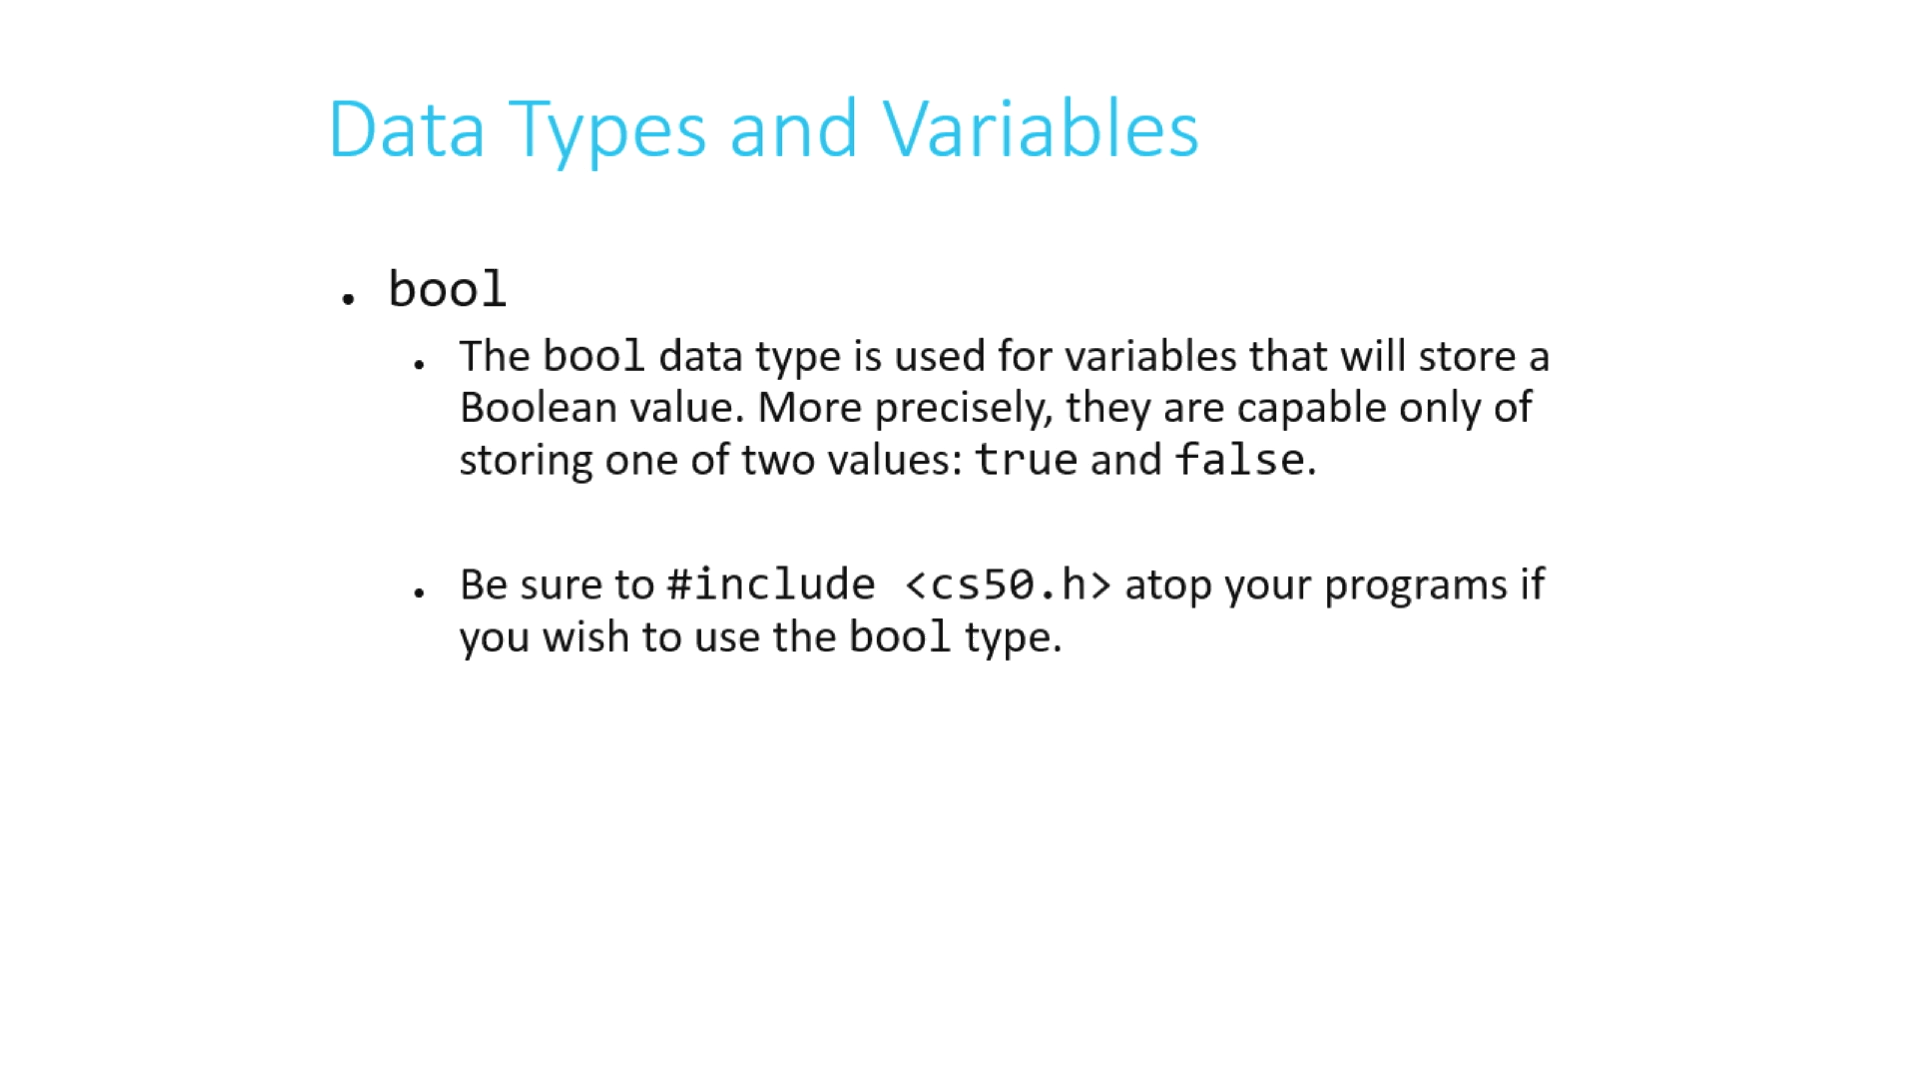 Data Types and Variables
• bool
• The bool data type is used for variables that will store a
Boolean value. More precisely, they are capable only of
storing one of two values: true and false.
• Be sure to #include <cs50.h> atop your programs if
you wish to use the bool type.